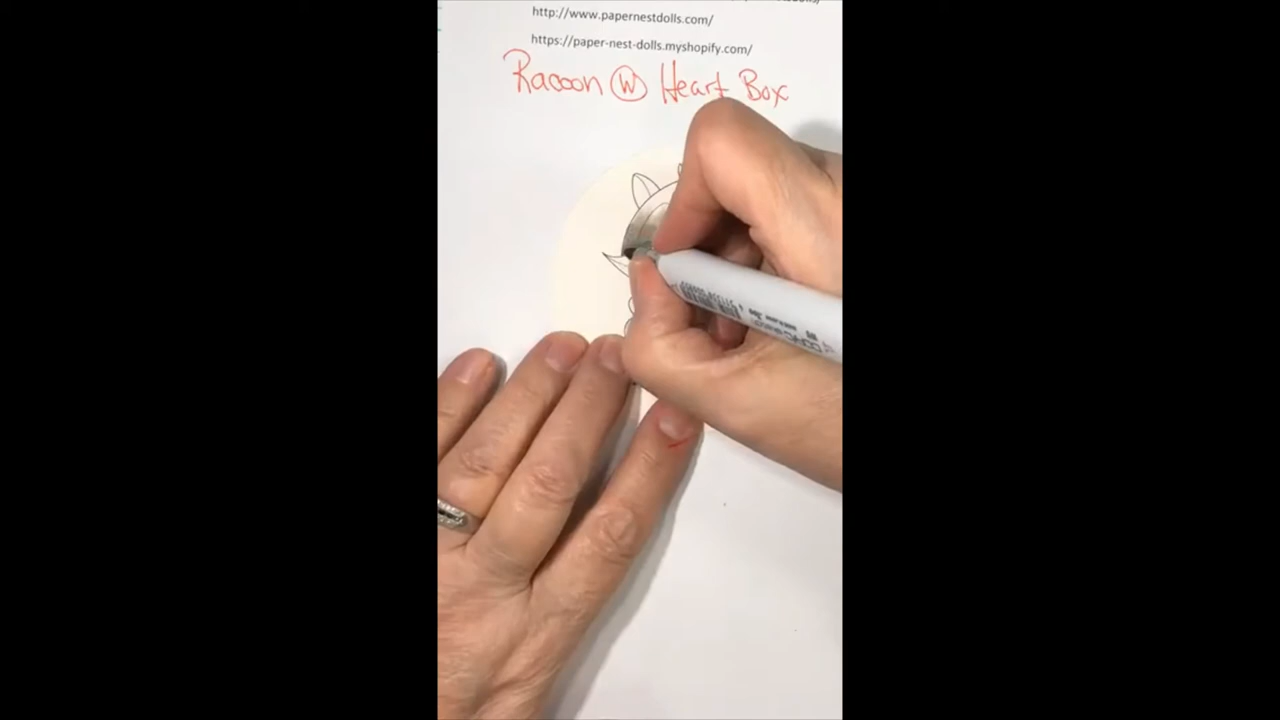 http://www.papernestdolls.com/
https://paper-nest-dolls.myshopify.com/
Racoon W Heart Box